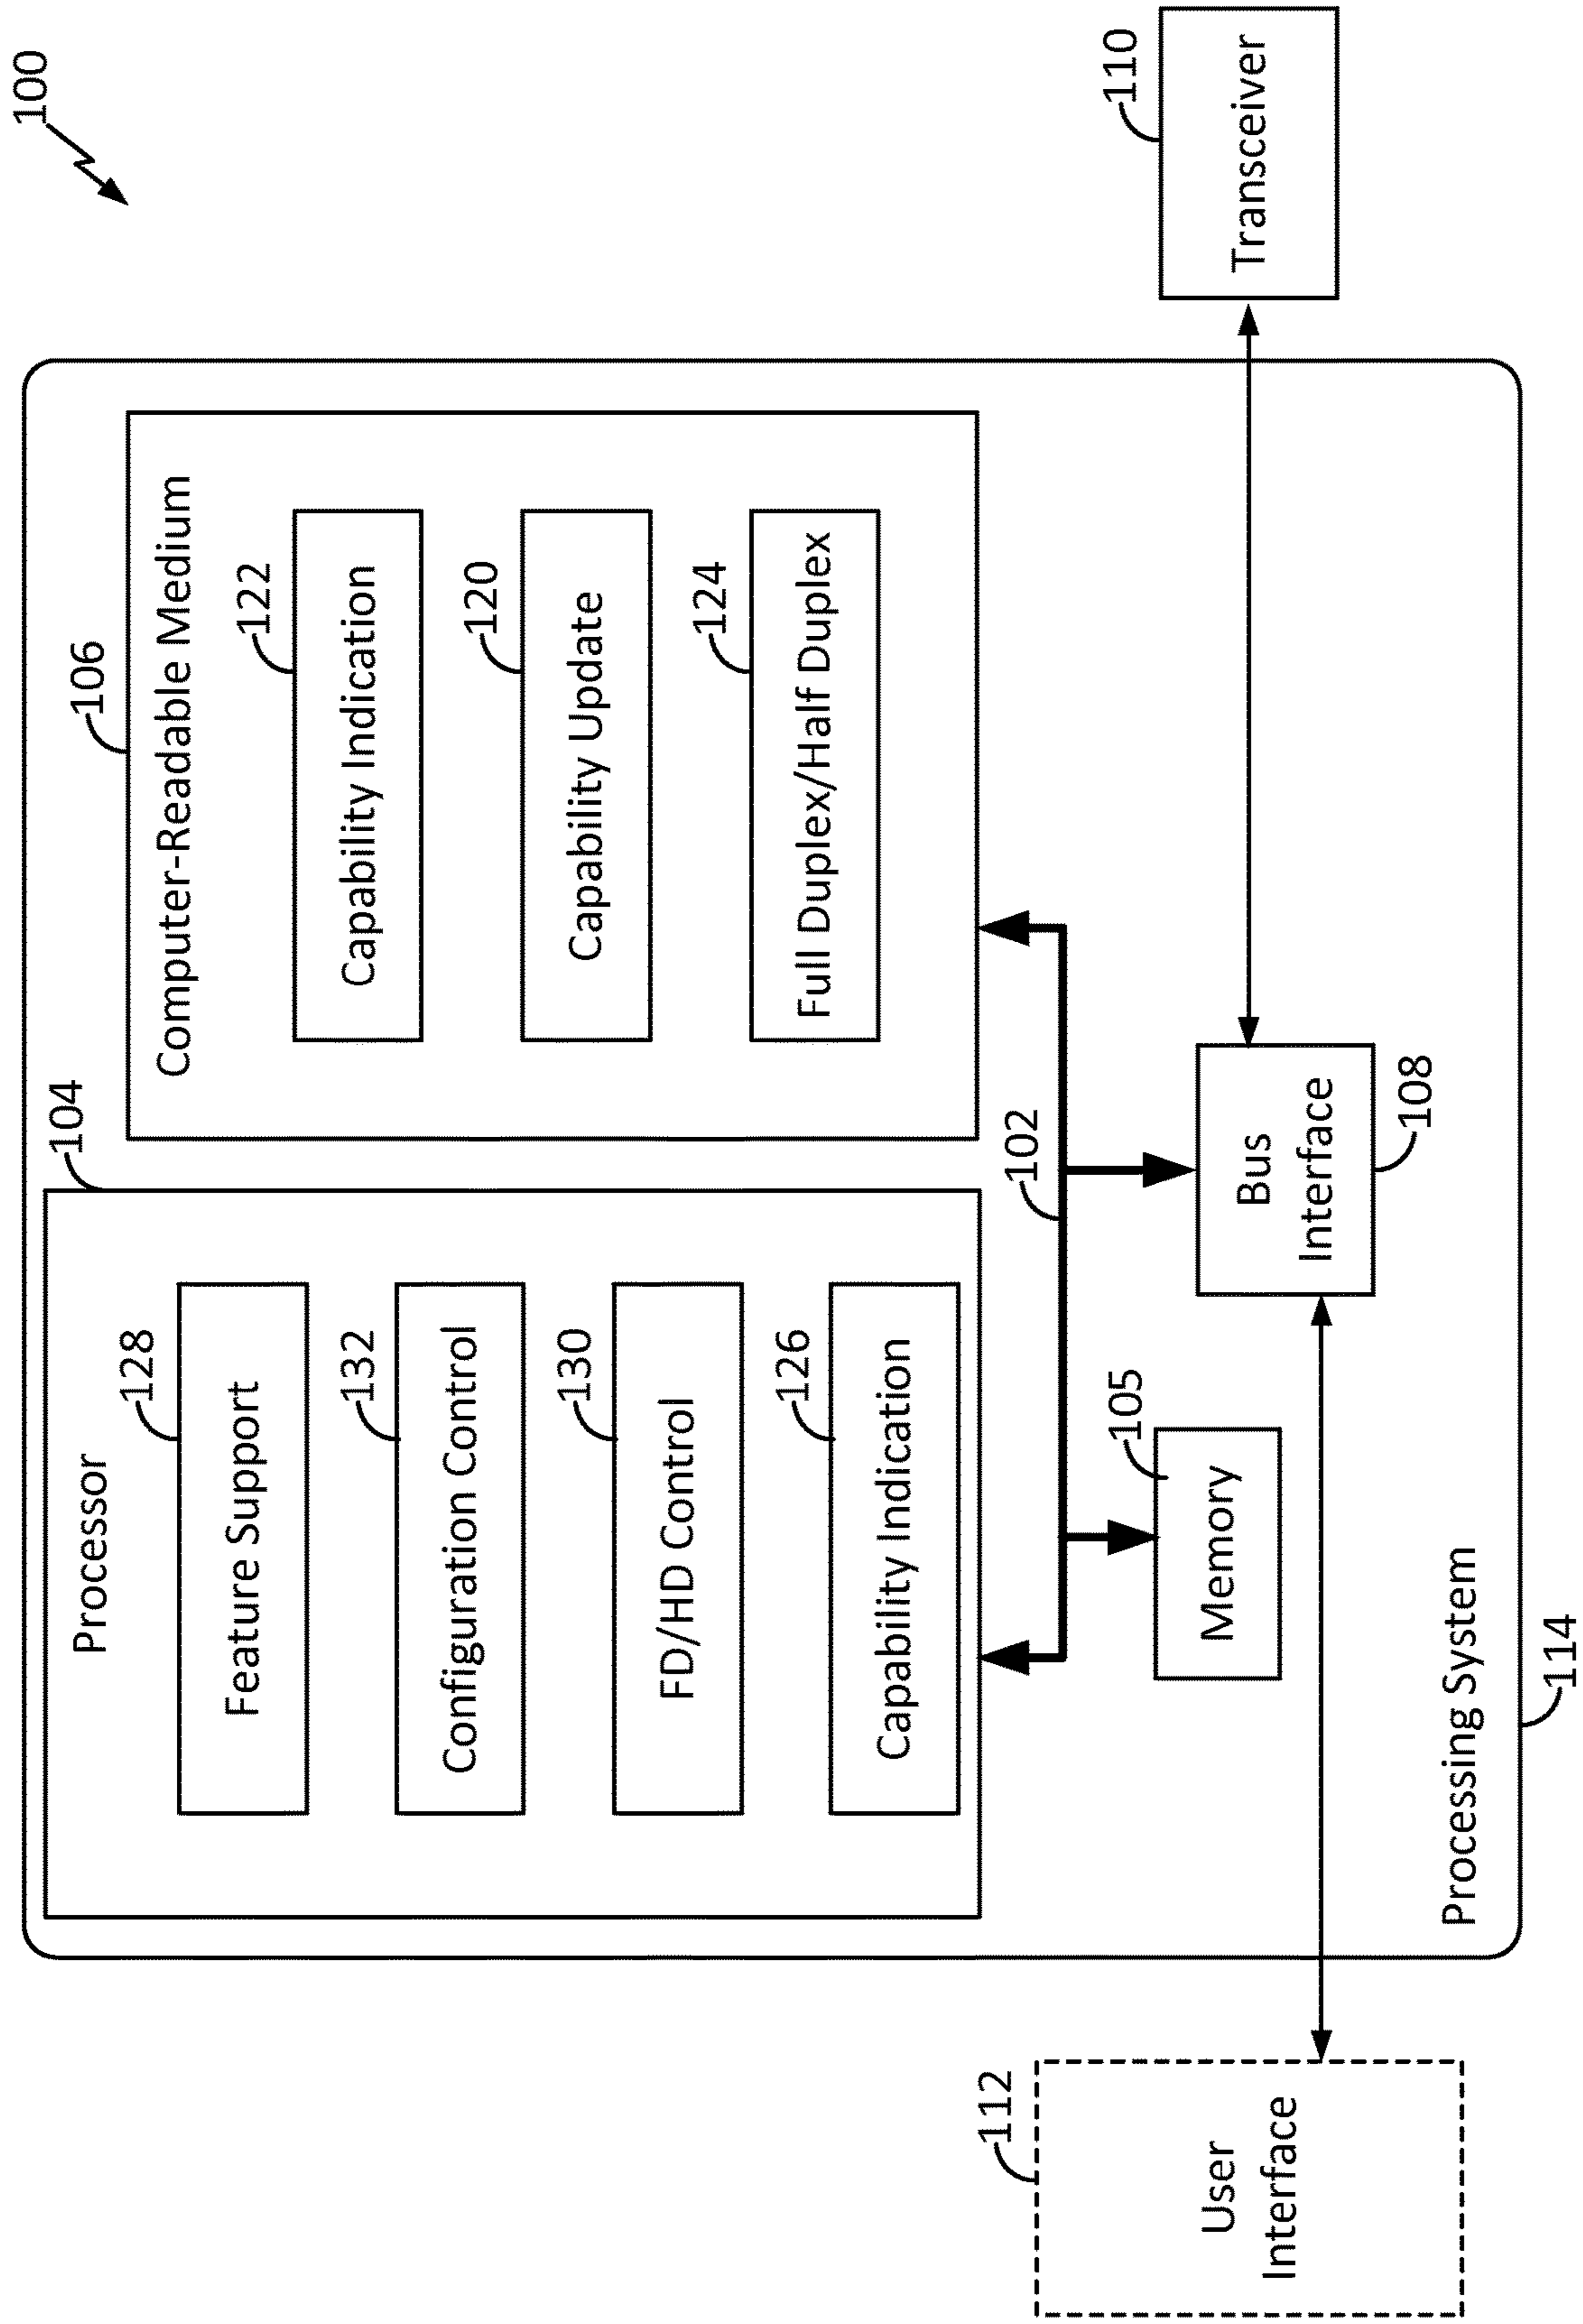 100
Processor
104
128
Feature Support
132
Configuration Control
130
FD/HD Control
126
Capability Indication
106
Computer-Readable Medium
122
Capability Indication
120
Capability Update
124
Full Duplex/Half Duplex
102
105
Memory
Bus
Interface
108
110
Transceiver
112
User
Interface
Processing System
114